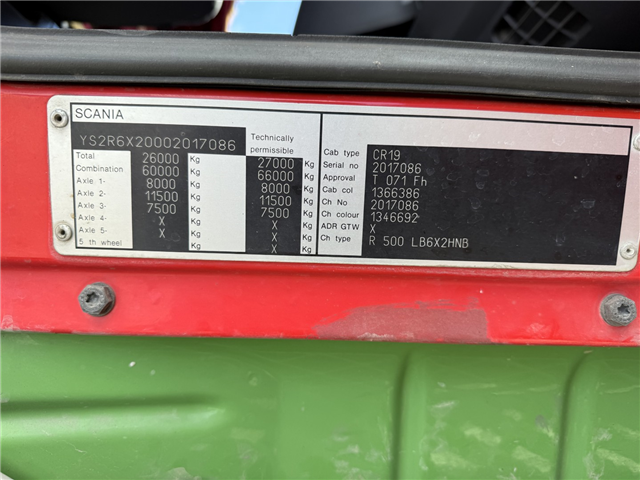 SCANIA
YS2R6X20002017086
Technically
permissible
Total 26000 Kg 27000 Kg
Combination 60000 Kg 66000 Kg
Axle 1- 8000 Kg 8000 Kg
Axle 2- 11500 Kg 11500 Kg
Axle 3- 7500 Kg 7500 Kg
Axle 4- X Kg X Kg
Axle 5- X Kg X Kg
5 th wheel X Kg X Kg
Cab type CR19
Serial no 2017086
Approval T 071 Fh
Cab col 1366386
Ch No 2017086
Ch colour 1346692
ADR GTW X
Ch type R 500 LB6X2HNB